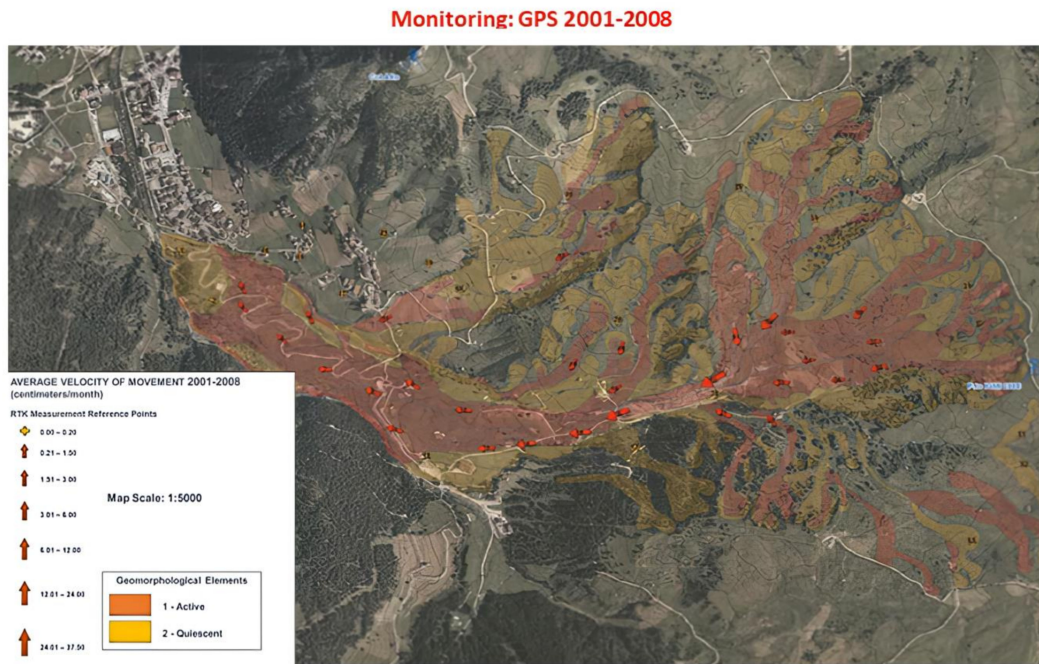 Monitoring: GPS 2001-2008
AVERAGE VELOCITY OF MOVEMENT 2001-2008
(centimeters/month)
RTK Measurement Reference Points
0.00 – 0.20
0.21 – 1.50
1.51 – 3.00
Map Scale: 1:5000
3.01 – 6.00
6.01 – 12.00
Geomorphological Elements
12.01 – 24.00
1 - Active
2 - Quiescent
24.01 – 37.50